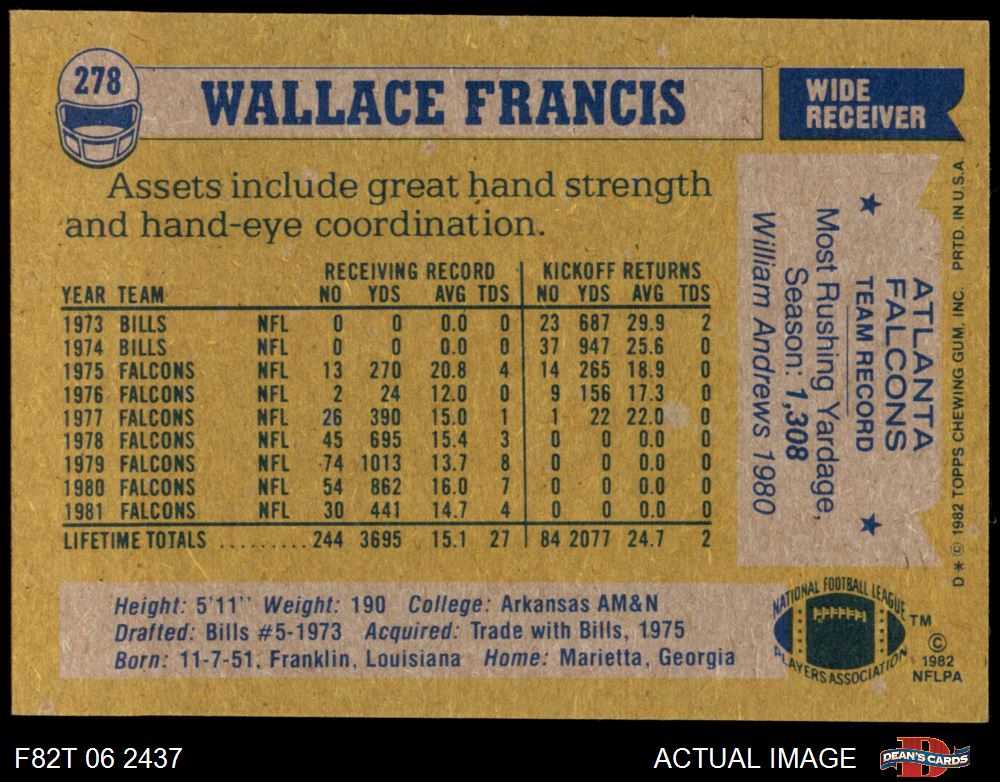 278
WALLACE FRANCIS
WIDE
RECEIVER
Assets include great hand strength
and hand-eye coordination.
RECEIVING RECORD KICKOFF RETURNS
YEAR TEAM NO YDS AVG TDS NO YDS AVG TDS
1973 BILLS NFL 0 0 0.0 0 23 687 29.9 2
1974 BILLS NFL 0 0 0.0 0 37 947 25.6 0
1975 FALCONS NFL 13 270 20.8 4 14 265 18.9 0
1976 FALCONS NFL 2 24 12.0 0 9 156 17.3 0
1977 FALCONS NFL 26 390 15.0 1 1 22 22.0 0
1978 FALCONS NFL 45 695 15.4 3 0 0 0.0 0
1979 FALCONS NFL 74 1013 13.7 8 0 0 0.0 0
1980 FALCONS NFL 54 862 16.0 7 0 0 0.0 0
1981 FALCONS NFL 30 441 14.7 4 0 0 0.0 0
LIFETIME TOTALS ......... 244 3695 15.1 27 84 2077 24.7 2
ATLANTA
FALCONS
★ TEAM RECORD ★
Most Rushing Yardage,
Season: 1,308
William Andrews 1980
D * © 1982 TOPPS CHEWING GUM, INC. PRTD. IN U.S.A.
Height: 5'11" Weight: 190 College: Arkansas AM&N
Drafted: Bills #5-1973 Acquired: Trade with Bills, 1975
Born: 11-7-51, Franklin, Louisiana Home: Marietta, Georgia
NATIONAL FOOTBALL LEAGUE
PLAYERS ASSOCIATION
TM
©
1982
NFLPA
F82T 06 2437
ACTUAL IMAGE
DEAN'S CARDS